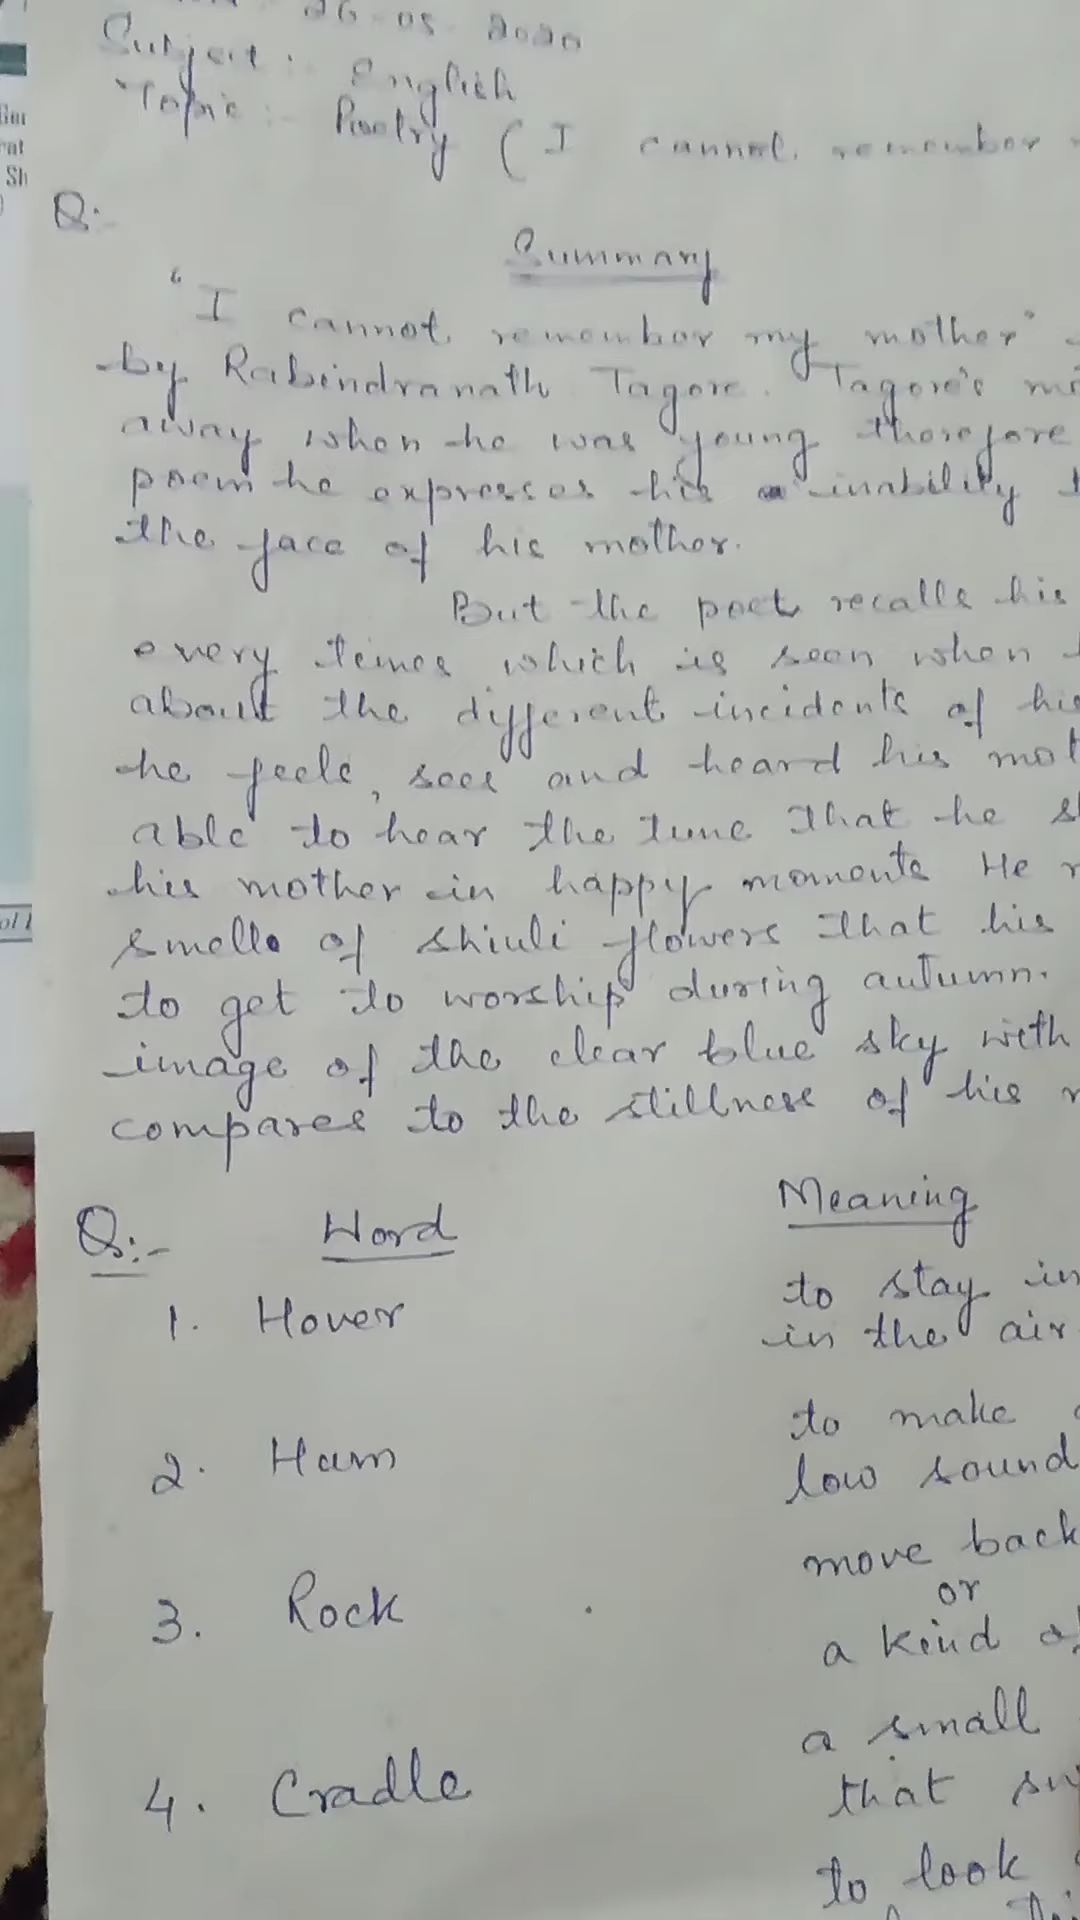 26-05-2020
Subject:- English
Topic:- Poetry (I cannot remember
Q:-
Summary
"I cannot remember my mother"
by Rabindranath Tagore. Tagore's
away when he was young therefore
poem he expresses his inability
the face of his mother.
But the poet recalls his
every times which is seen when
about the different incidents of his
he feels, sees and heard his
able to hear the tune that he
his mother in happy moments He
smells of shiuli flowers that his
to get to worship during autumn.
image of the clear blue sky with
compares to the stillness of his
Q:- Word Meaning
1. Hover to stay in
in the air
2. Hum to make
low sound
3. Rock move back
or
a kind of
4. Cradle a small
that
to look